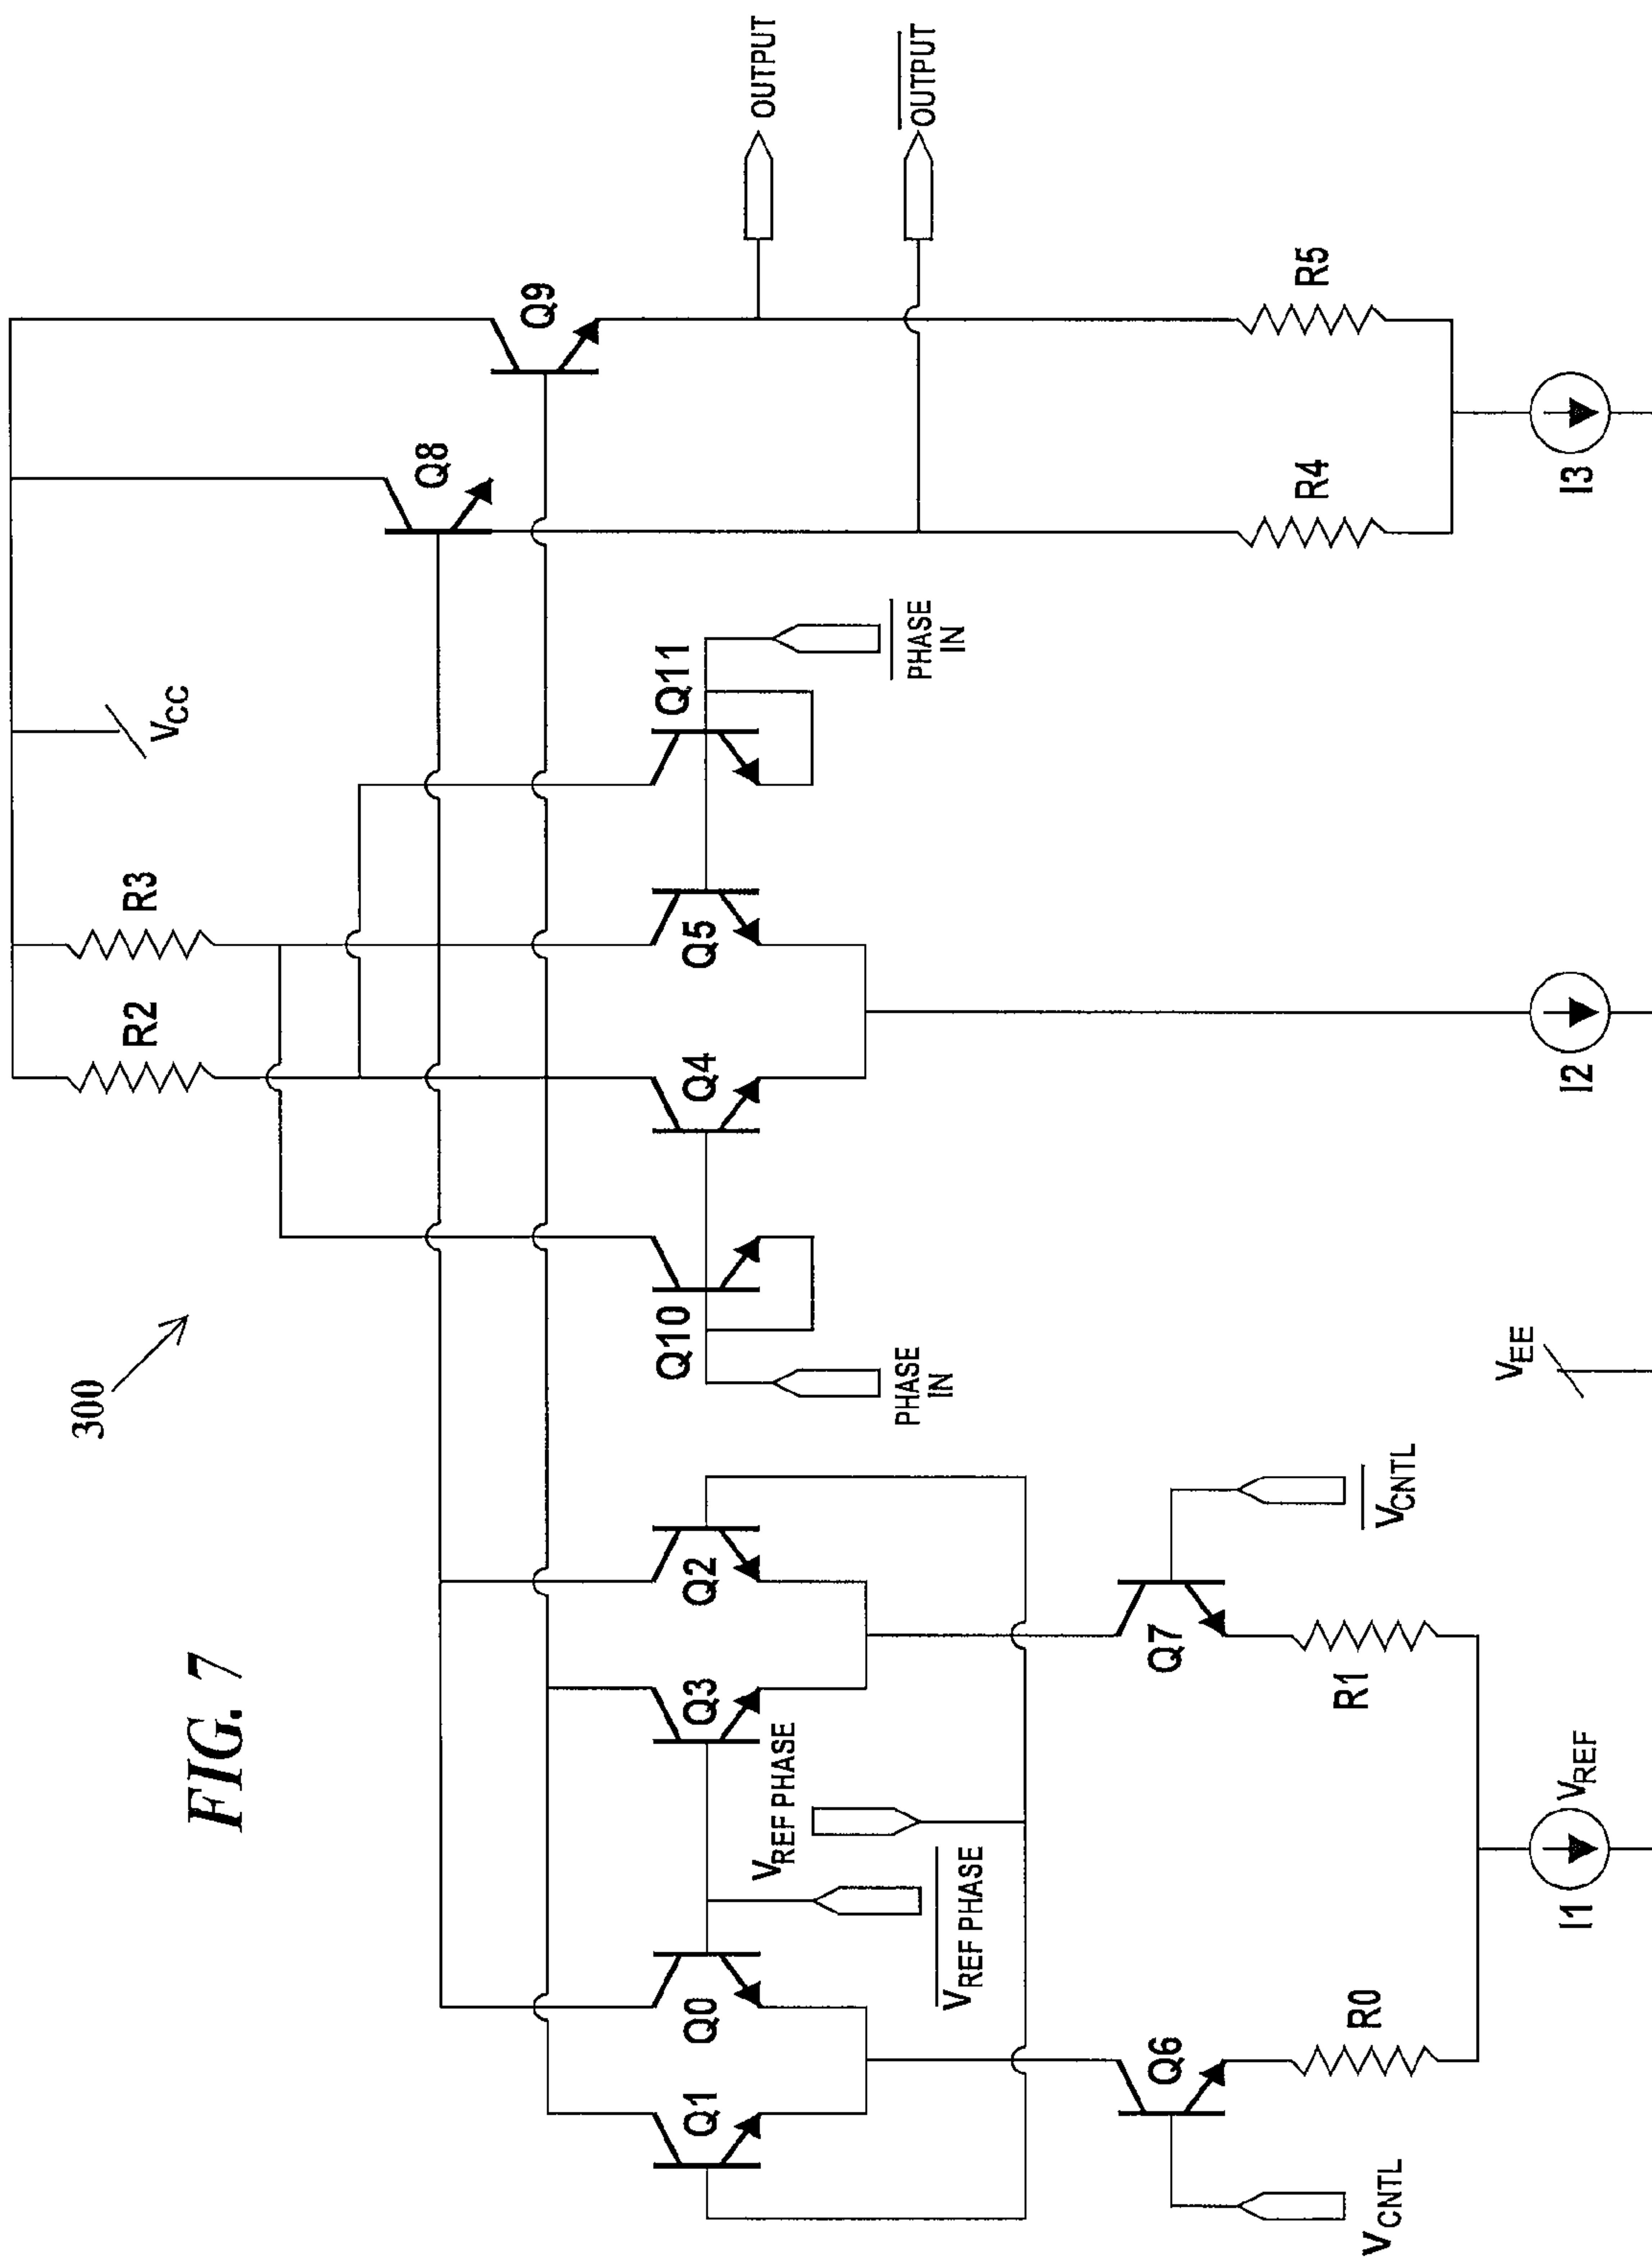 FIG. 7
300
VCC
R2
R3
Q8
Q9
OUTPUT
OUTPUT
Q1
Q0
Q3
Q2
Q10
Q4
Q5
Q11
VREF PHASE
VREF PHASE
PHASE
IN
PHASE
IN
VCNTL
Q6
Q7
VCNTL
R0
R1
R4
R5
I1
VREF
VEE
I2
I3